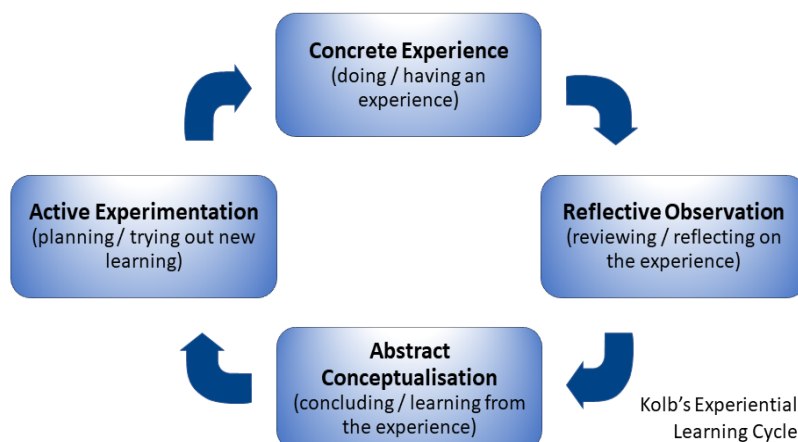 Concrete Experience
(doing / having an
experience)
Active Experimentation
(planning / trying out new
learning)
Reflective Observation
(reviewing / reflecting on
the experience)
Abstract
Conceptualisation
(concluding / learning from
the experience)
Kolb's Experiential
Learning Cycle